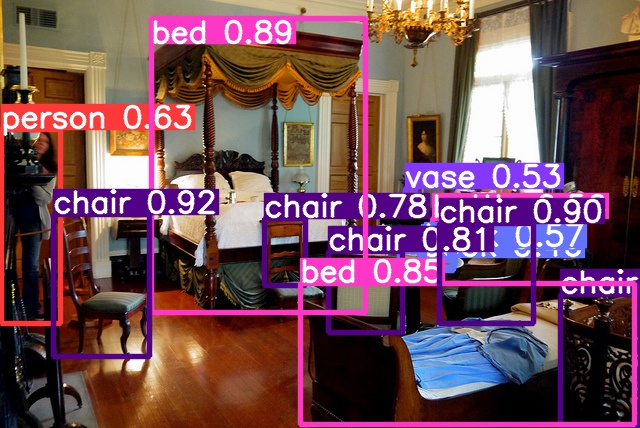 bed 0.89
person 0.63
vase 0.53
chair 0.92
chair 0.78
chair 0.90
chair 0.81
0.57
bed 0.85
chair